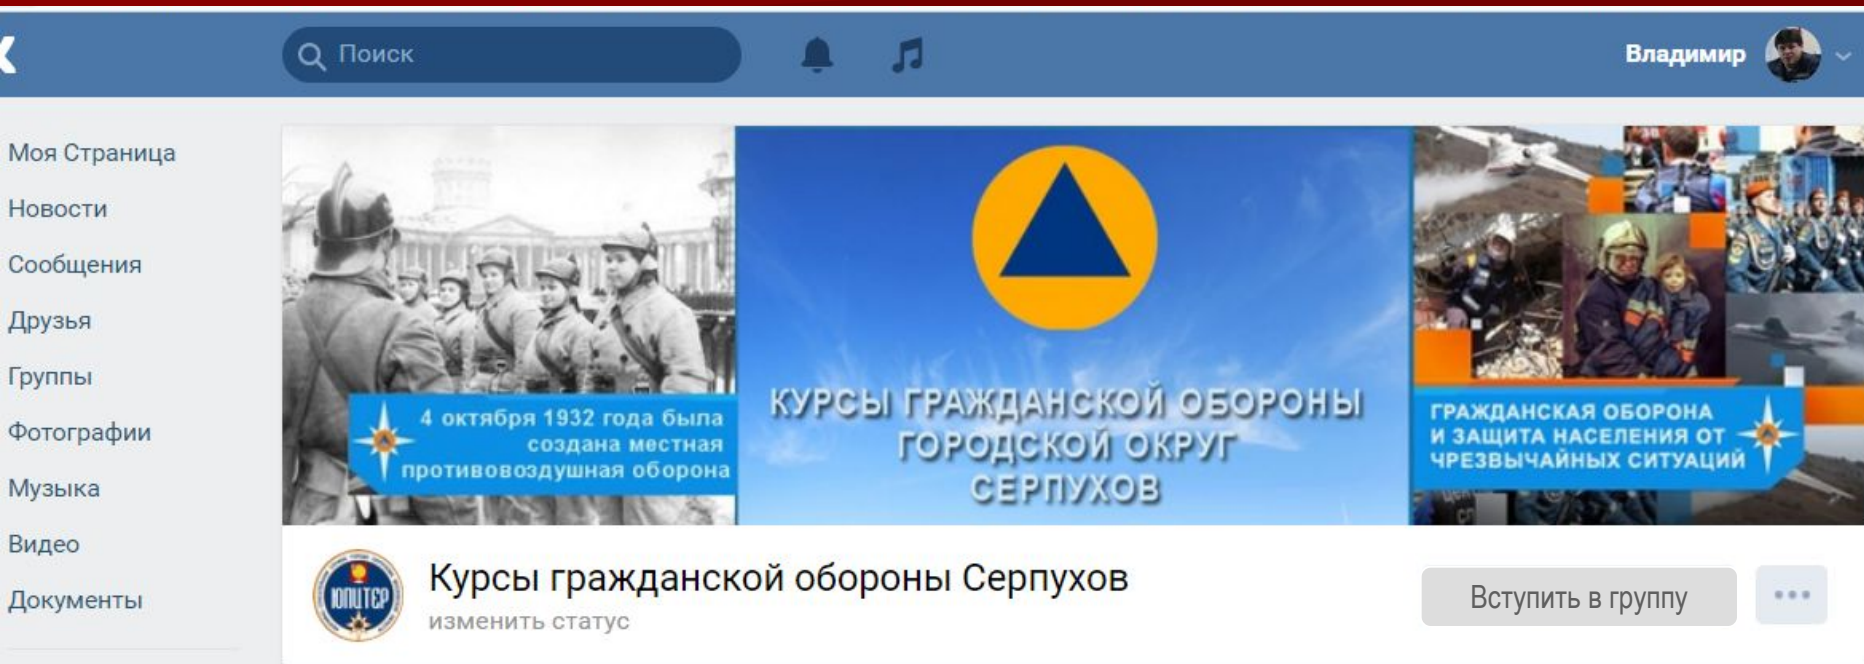 Поиск
Владимир
Моя Страница
Новости
Сообщения
Друзья
Группы
Фотографии
Музыка
Видео
Документы
4 октября 1932 года была
создана местная
противовоздушная оборона
КУРСЫ ГРАЖДАНСКОЙ ОБОРОНЫ
ГОРОДСКОЙ ОКРУГ
СЕРПУХОВ
ГРАЖДАНСКАЯ ОБОРОНА
И ЗАЩИТА НАСЕЛЕНИЯ ОТ
ЧРЕЗВЫЧАЙНЫХ СИТУАЦИЙ
ЮПИТЕР
Курсы гражданской обороны Серпухов
изменить статус
Вступить в группу